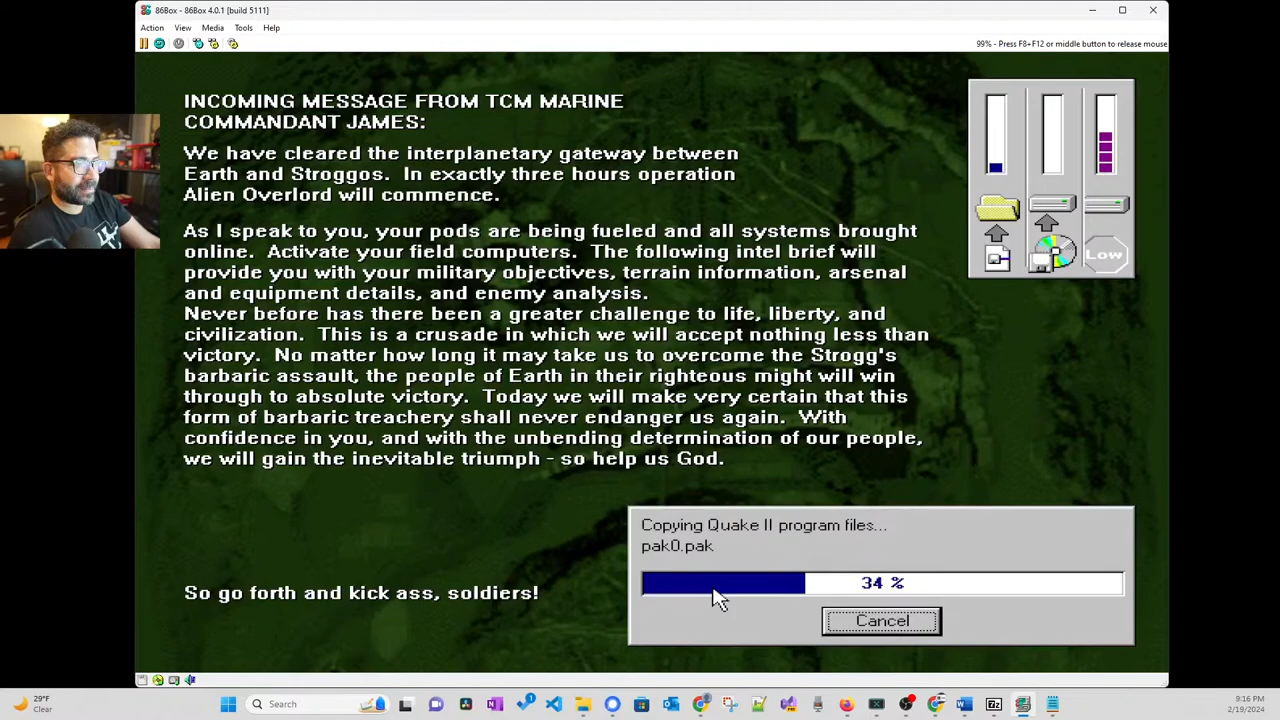 86Box - 86Box 4.0.1 [build 5111]
Action View Media Tools Help
99% - Press F8+F12 or middle button to release mouse
INCOMING MESSAGE FROM TCM MARINE
COMMANDANT JAMES:
We have cleared the interplanetary gateway between
Earth and Stroggos. In exactly three hours operation
Alien Overlord will commence.
As I speak to you, your pods are being fueled and all systems brought
online. Activate your field computers. The following intel brief will
provide you with your military objectives, terrain information, arsenal
and equipment details, and enemy analysis.
Never before has there been a greater challenge to life, liberty, and
civilization. This is a crusade in which we will accept nothing less than
victory. No matter how long it may take us to overcome the Strogg's
barbaric assault, the people of Earth in their righteous might will win
through to absolute victory. Today we will make very certain that this
form of barbaric treachery shall never endanger us again. With
confidence in you, and with the unbending determination of our people,
we will gain the inevitable triumph - so help us God.
So go forth and kick ass, soldiers!
Low
Copying Quake II program files...
pak0.pak
34 %
Cancel
29°F
Clear
Search
9:16 PM
2/19/2024